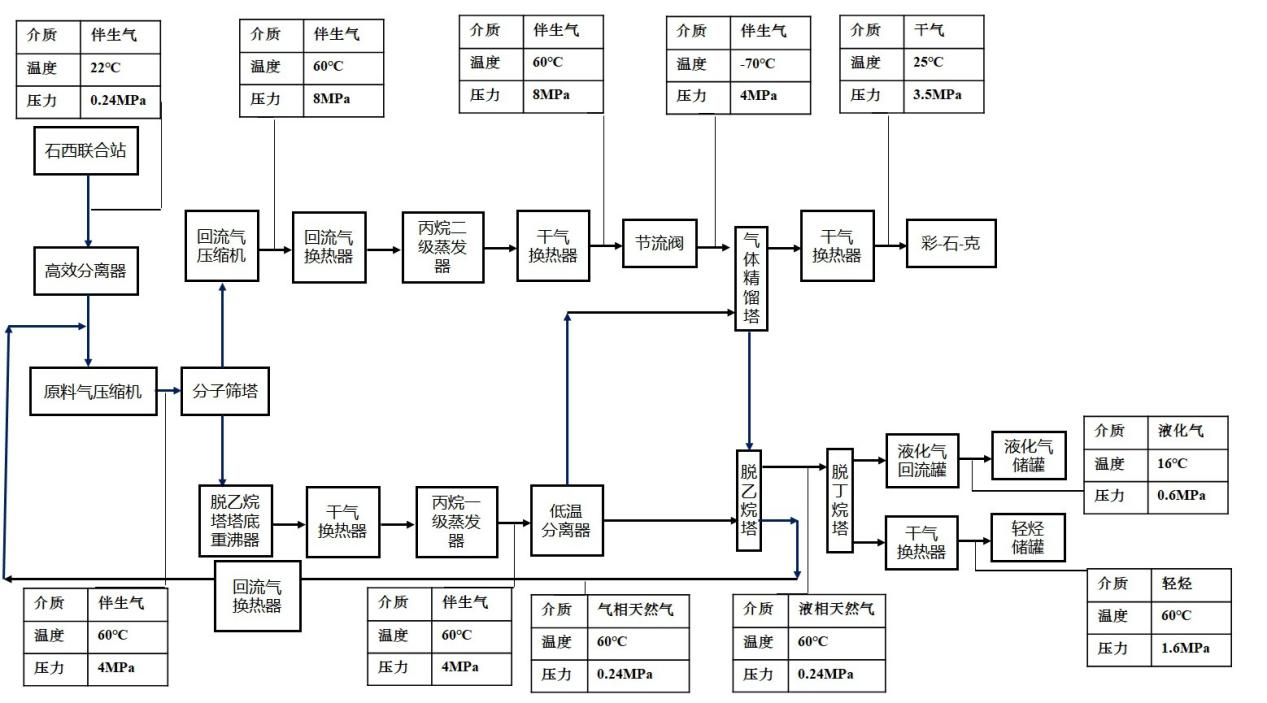 介质 伴生气
温度 22℃
压力 0.24MPa
介质 伴生气
温度 60℃
压力 8MPa
介质 伴生气
温度 60℃
压力 8MPa
介质 伴生气
温度 -70℃
压力 4MPa
介质 干气
温度 25℃
压力 3.5MPa
石西联合站
高效分离器
原料气压缩机
分子筛塔
回流气
压缩机
回流气
换热器
丙烷二
级蒸发
器
干气
换热器
节流阀
气
体
精
馏
塔
干气
换热器
彩-石-克
脱乙烷
塔塔底
重沸器
干气
换热器
丙烷一
级蒸发
器
低温
分离器
脱
乙
烷
塔
脱
丁
烷
塔
液化气
回流罐
液化气
储罐
干气
换热器
轻烃
储罐
回流气
换热器
介质 液化气
温度 16℃
压力 0.6MPa
介质 轻烃
温度 60℃
压力 1.6MPa
介质 伴生气
温度 60℃
压力 4MPa
介质 伴生气
温度 60℃
压力 4MPa
介质 气相天然气
温度 60℃
压力 0.24MPa
介质 液相天然气
温度 60℃
压力 0.24MPa